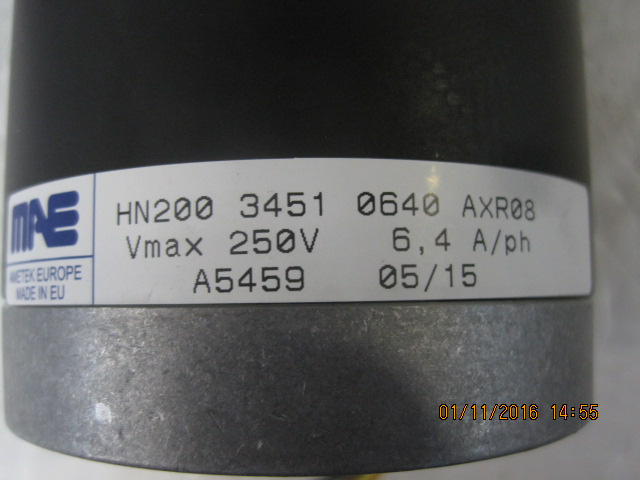 MAE
AMETEK EUROPE
MADE IN EU
HN200 3451 0640 AXR08
Vmax 250V 6,4 A/ph
A5459 05/15
01/11/2016 14:55